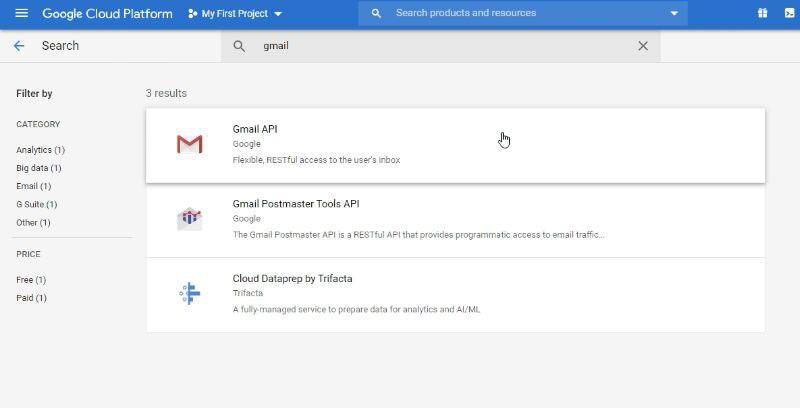 Google Cloud Platform
My First Project
Search products and resources
Search
gmail
Filter by
3 results
CATEGORY
Analytics (1)
Big data (1)
Email (1)
G Suite (1)
Other (1)
PRICE
Free (1)
Paid (1)
Gmail API
Google
Flexible, RESTful access to the user's inbox
Gmail Postmaster Tools API
Google
The Gmail Postmaster API is a RESTful API that provides programmatic access to email traffic...
Cloud Dataprep by Trifacta
Trifacta
A fully-managed service to prepare data for analytics and AI/ML